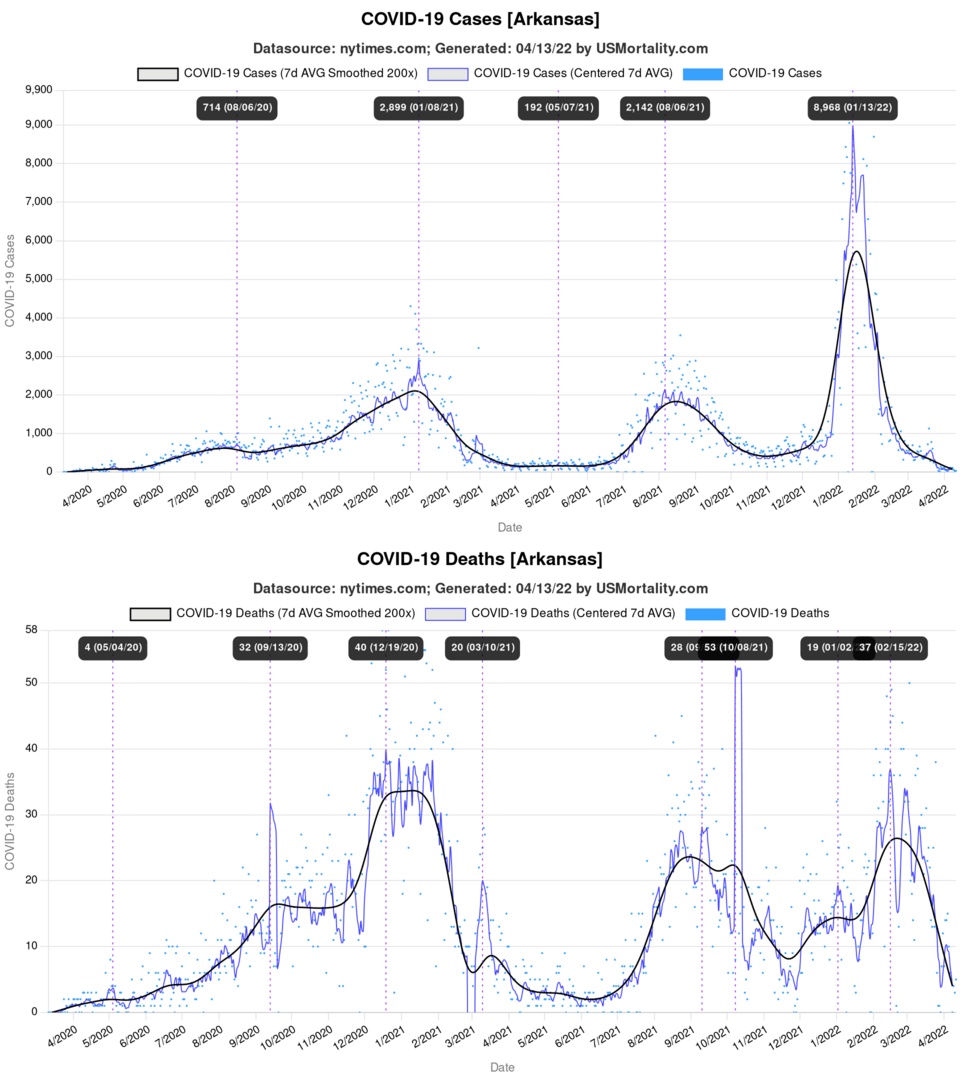 COVID-19 Cases [Arkansas]
Datasource: nytimes.com; Generated: 04/13/22 by USMortality.com
COVID-19 Cases (7d AVG Smoothed 200x) COVID-19 Cases (Centered 7d AVG) COVID-19 Cases
9,900
714 (08/06/20) 2,899 (01/08/21) 192 (05/07/21) 2,142 (08/06/21) 8,968 (01/13/22)
9,000
8,000
7,000
6,000
5,000
4,000
3,000
2,000
1,000
0
COVID-19 Cases
4/2020 5/2020 6/2020 7/2020 8/2020 9/2020 10/2020 11/2020 12/2020 1/2021 2/2021 3/2021 4/2021 5/2021 6/2021 7/2021 8/2021 9/2021 10/2021 11/2021 12/2021 1/2022 2/2022 3/2022 4/2022
Date
COVID-19 Deaths [Arkansas]
Datasource: nytimes.com; Generated: 04/13/22 by USMortality.com
COVID-19 Deaths (7d AVG Smoothed 200x) COVID-19 Deaths (Centered 7d AVG) COVID-19 Deaths
58
4 (05/04/20) 32 (09/13/20) 40 (12/19/20) 20 (03/10/21) 28 (09 53 (10/08/21) 19 (01/02/ 37 (02/15/22)
50
40
30
20
10
0
COVID-19 Deaths
4/2020 5/2020 6/2020 7/2020 8/2020 9/2020 10/2020 11/2020 12/2020 1/2021 2/2021 3/2021 4/2021 5/2021 6/2021 7/2021 8/2021 9/2021 10/2021 11/2021 12/2021 1/2022 2/2022 3/2022 4/2022
Date